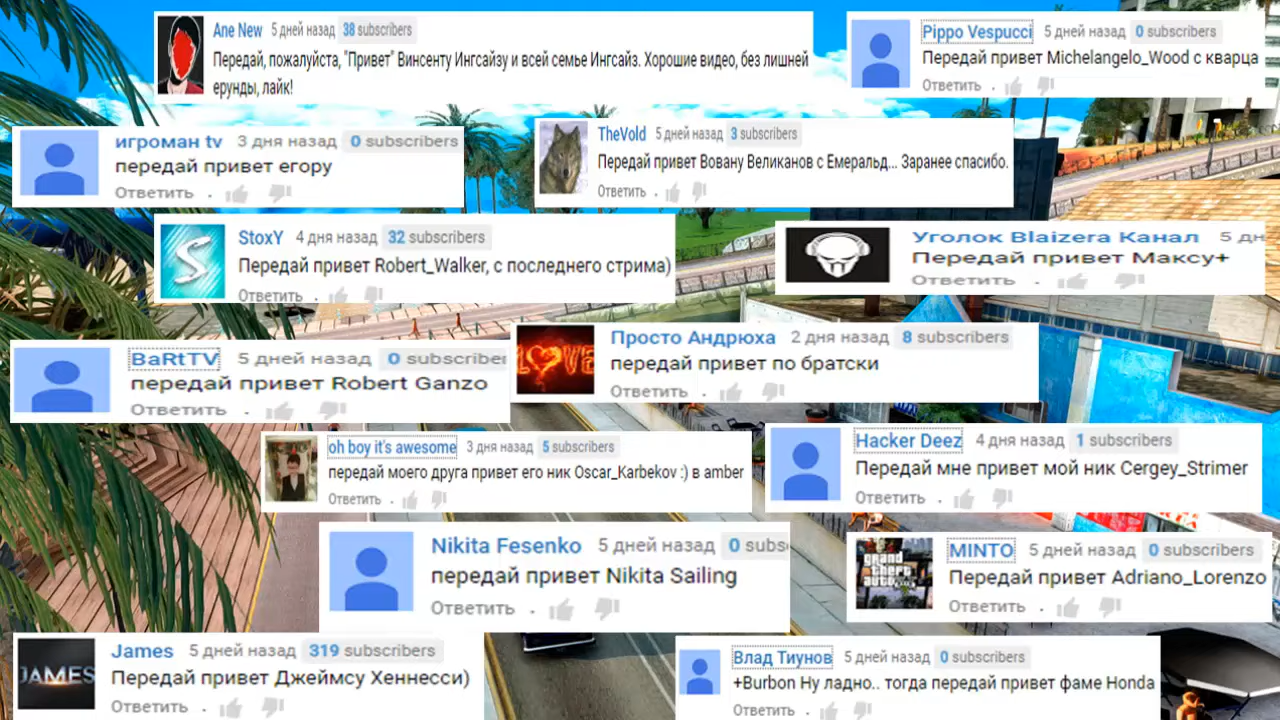 Ane New 5 дней назад 38 subscribers
Передай, пожалуйста, "Привет" Винсенту Ингсайзу и всей семье Ингсайз. Хорошие видео, без лишней
ерунды, лайк!
Pippo Vespucci 5 дней назад 0 subscribers
Передай привет Michelangelo_Wood с кварца
Ответить
игроман tv 3 дня назад 0 subscribers
передай привет егору
Ответить
TheVold 5 дней назад 3 subscribers
Передай привет Вовану Великанов с Емеральд... Заранее спасибо.
Ответить
StoxY 4 дня назад 32 subscribers
Передай привет Robert_Walker, с последнего стрима)
Ответить
Уголок Blaizera Канал 5 дн
Передай привет Максу+
Ответить
BaRtTV 5 дней назад 0 subscriber
передай привет Robert Ganzo
Ответить
LOVE
Просто Андрюха 2 дня назад 8 subscribers
передай привет по братски
Ответить
oh boy it's awesome 3 дня назад 5 subscribers
передай моего друга привет его ник Oscar_Karbekov :) в amber
Ответить
Hacker Deez 4 дня назад 1 subscribers
Передай мне привет мой ник Cergey_Strimer
Ответить
Nikita Fesenko 5 дней назад 0 subs
передай привет Nikita Sailing
Ответить
grand
theft
auto
MINTO 5 дней назад 0 subscribers
Передай привет Adriano_Lorenzo
Ответить
JAMES
James 5 дней назад 319 subscribers
Передай привет Джеймсу Хеннесси)
Ответить
Влад Тиунов 5 дней назад 0 subscribers
+Burbon Ну ладно.. тогда передай привет фаме Honda
Ответить